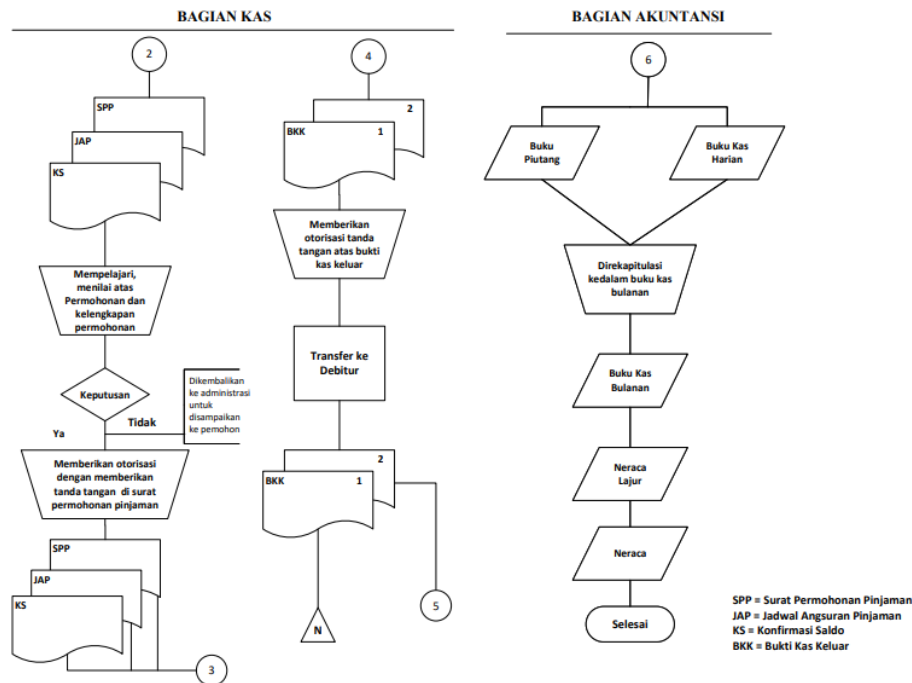 BAGIAN KAS
2
SPP
JAP
KS
Mempelajari,
menilai atas
Permohonan dan
kelengkapan
permohonan
Keputusan
Tidak
Ya
Dikembalikan
ke administrasi
untuk
disampaikan
ke pemohon
Memberikan otorisasi
dengan memberikan
tanda tangan di surat
permohonan pinjaman
SPP
JAP
KS
3
4
2
BKK 1
Memberikan
otorisasi tanda
tangan atas bukti
kas keluar
Transfer ke
Debitur
2
BKK 1
N
5
BAGIAN AKUNTANSI
6
Buku
Piutang
Buku Kas
Harian
Direkapitulasi
kedalam buku kas
bulanan
Buku Kas
Bulanan
Neraca
Lajur
Neraca
Selesai
SPP = Surat Permohonan Pinjaman
JAP = Jadwal Angsuran Pinjaman
KS = Konfirmasi Saldo
BKK = Bukti Kas Keluar